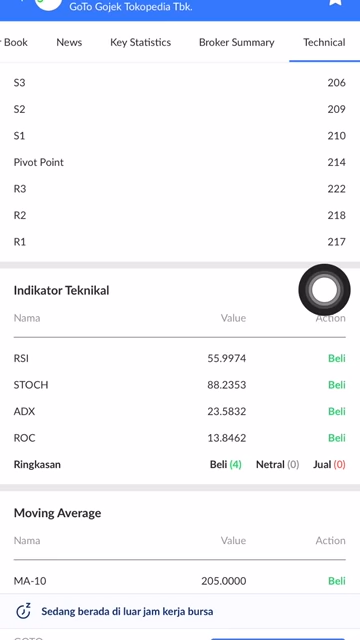 GoTo Gojek Tokopedia Tbk.
Book News Key Statistics Broker Summary Technical
S3 206
S2 209
S1 210
Pivot Point 214
R3 222
R2 218
R1 217
Indikator Teknikal
Nama Value Action
RSI 55.9974 Beli
STOCH 88.2353 Beli
ADX 23.5832 Beli
ROC 13.8462 Beli
Ringkasan Beli (4) Netral (0) Jual (0)
Moving Average
Nama Value Action
MA-10 205.0000 Beli
Sedang berada di luar jam kerja bursa
GOTO